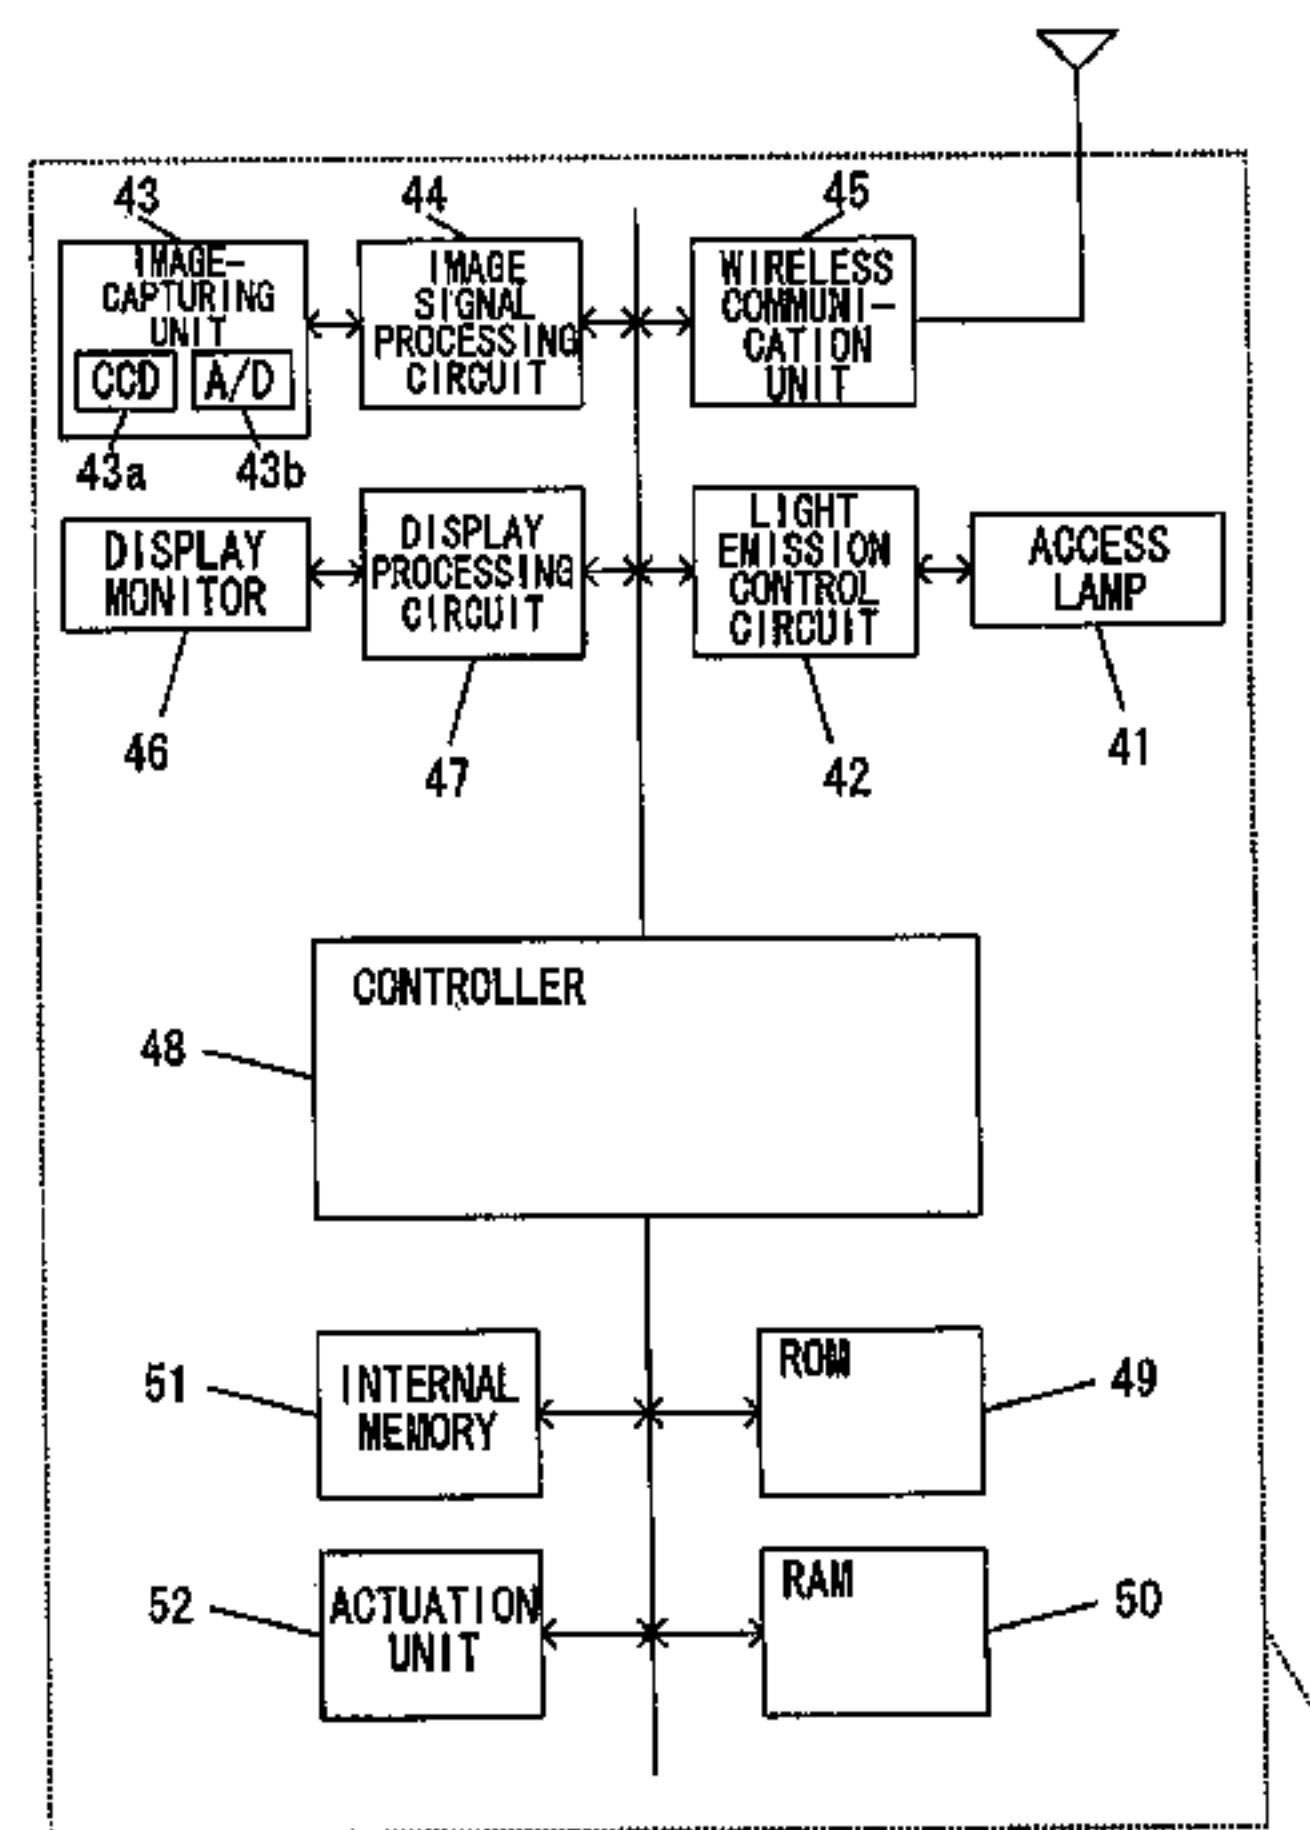 43
44
45
IMAGE-
CAPTURING
UNIT
CCD
A/D
43a
43b
IMAGE
SIGNAL
PROCESSING
CIRCUIT
WIRELESS
COMMUNI-
CATION
UNIT
DISPLAY
MONITOR
DISPLAY
PROCESSING
CIRCUIT
LIGHT
EMISSION
CONTROL
CIRCUIT
ACCESS
LAMP
46
47
42
41
CONTROLLER
48
51
INTERNAL
MEMORY
ROM
49
52
ACTUATION
UNIT
RAM
50